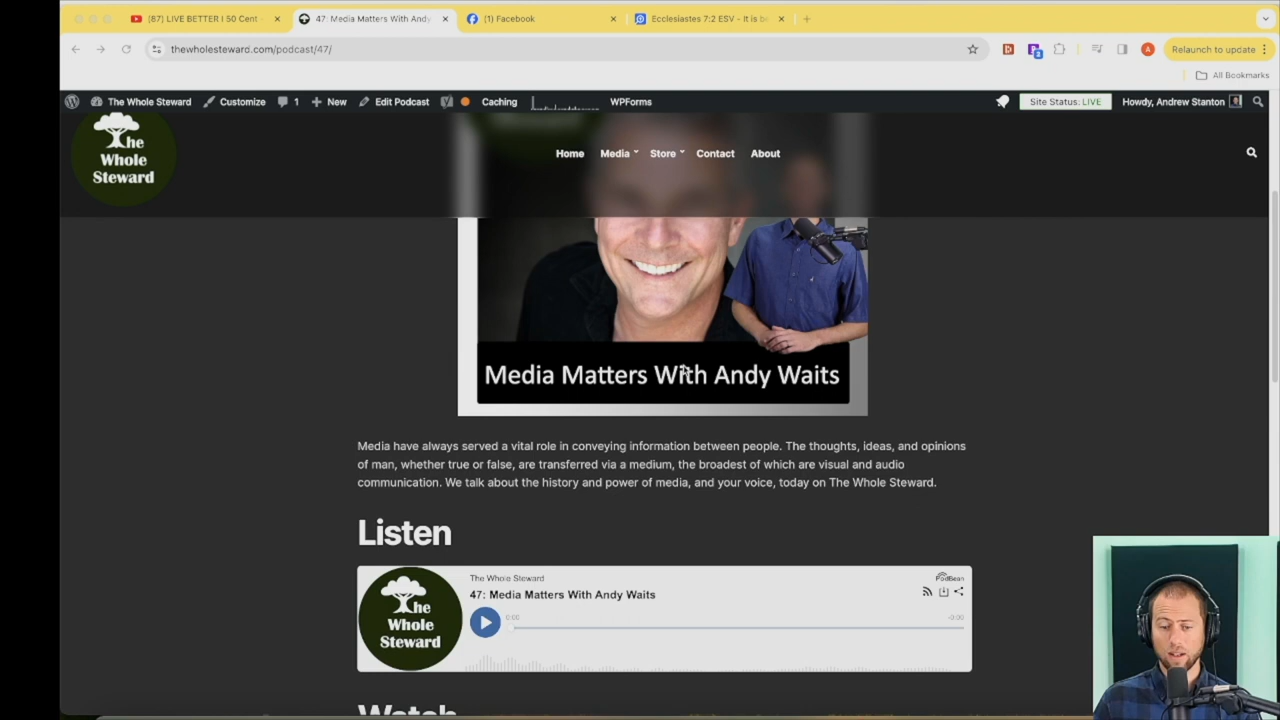 (87) LIVE BETTER I 50 Cent -
47: Media Matters With Andy
(1) Facebook
Ecclesiastes 7:2 ESV - It is be
thewholesteward.com/podcast/47/
Relaunch to update
All Bookmarks
The Whole Steward
Customize
1
New
Edit Podcast
Caching
WPForms
Site Status: LIVE
Howdy, Andrew Stanton
The
Whole
Steward
Home
Media
Store
Contact
About
Media Matters With Andy Waits
Media have always served a vital role in conveying information between people. The thoughts, ideas, and opinions
of man, whether true or false, are transferred via a medium, the broadest of which are visual and audio
communication. We talk about the history and power of media, and your voice, today on The Whole Steward.
Listen
The
Whole
Steward
The Whole Steward
PodBean
47: Media Matters With Andy Waits
0:00
-0:00
Watch